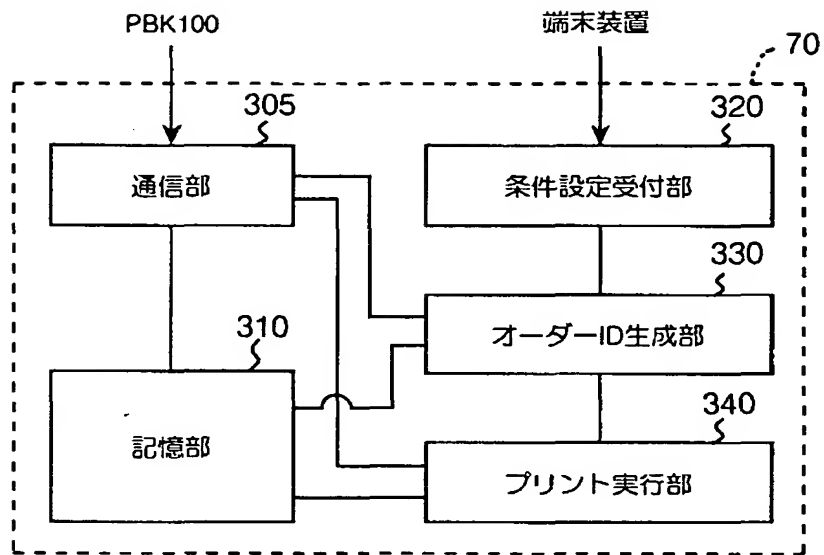 PBK100
端末装置
70
305
通信部
320
条件設定受付部
330
オーダーID生成部
310
記憶部
340
プリント実行部